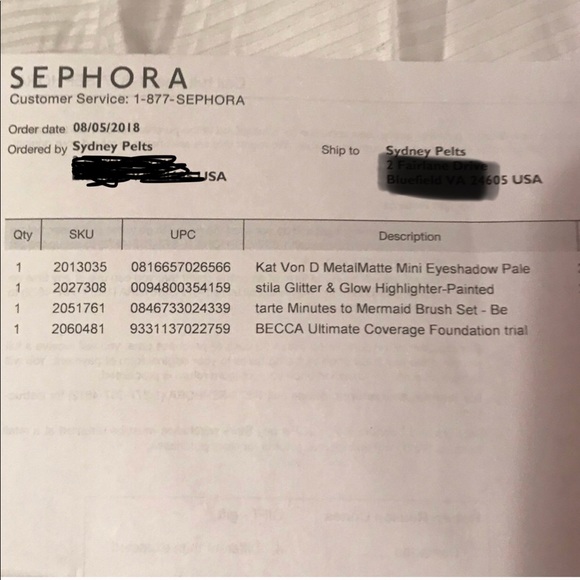 SEPHORA
Customer Service: 1-877-SEPHORA
Order date 08/05/2018
Ordered by Sydney Pelts
USA
Ship to Sydney Pelts
USA
Qty SKU UPC Description
1 2013035 0816657026566 Kat Von D MetalMatte Mini Eyeshadow Pale
1 2027308 0094800354159 stila Glitter & Glow Highlighter-Painted
1 2051761 0846733024339 tarte Minutes to Mermaid Brush Set - Be
1 2060481 9331137022759 BECCA Ultimate Coverage Foundation trial